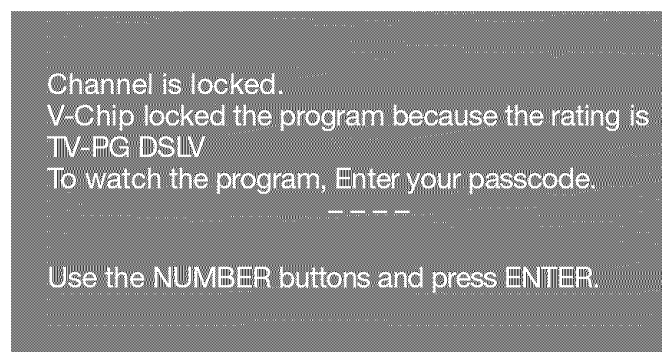 Channel is locked.
V-Chip locked the program because the rating is
TV-PG DSLV
To watch the program, Enter your passcode.
– – – –
Use the NUMBER buttons and press ENTER.